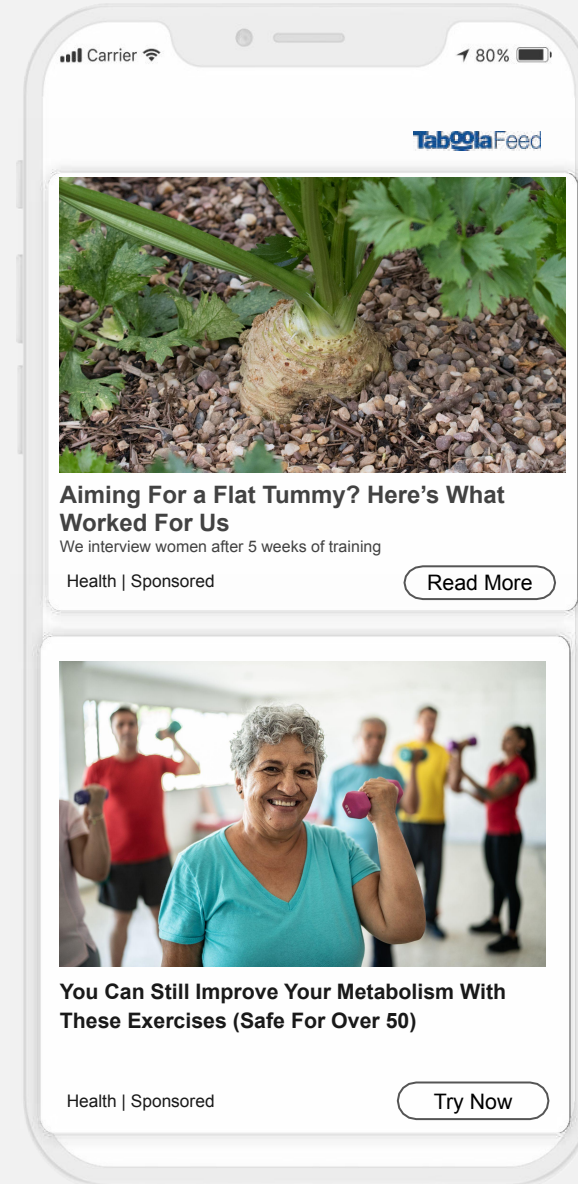 Carrier 80%
Taboola Feed
Aiming For a Flat Tummy? Here’s What
Worked For Us
We interview women after 5 weeks of training
Health | Sponsored Read More
You Can Still Improve Your Metabolism With
These Exercises (Safe For Over 50)
Health | Sponsored Try Now